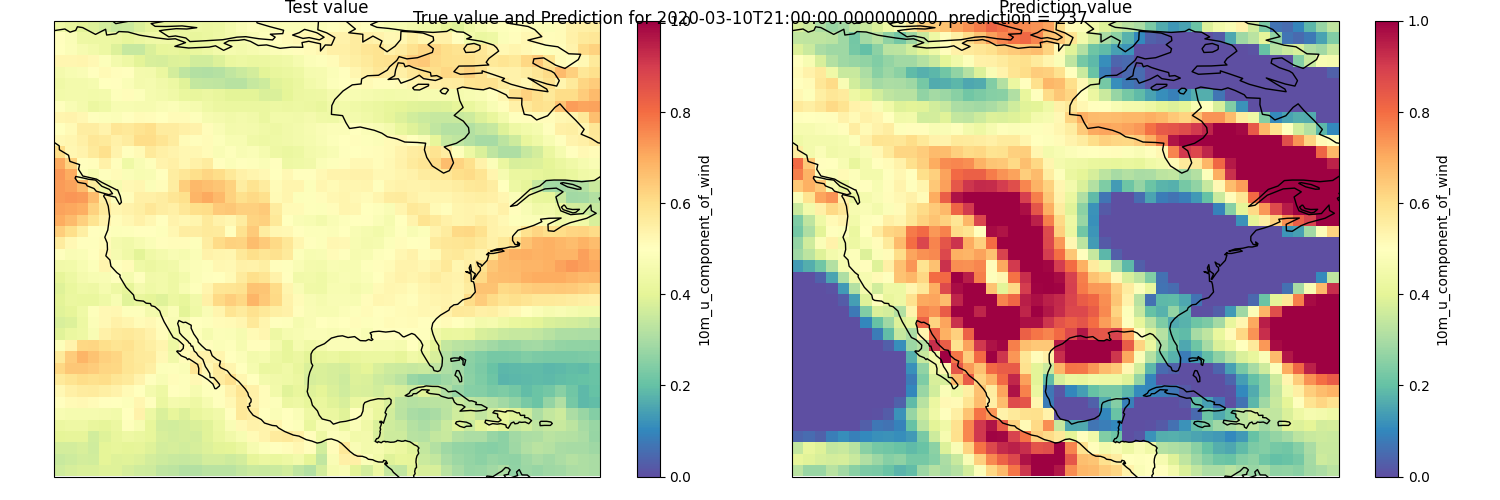 Test value
Prediction value
True value and Prediction for 2020-03-10T21:00:00.000000000, prediction = 237
1.0
0.8
0.6
0.4
0.2
0.0
10m_u_component_of_wind
1.0
0.8
0.6
0.4
0.2
0.0
10m_u_component_of_wind